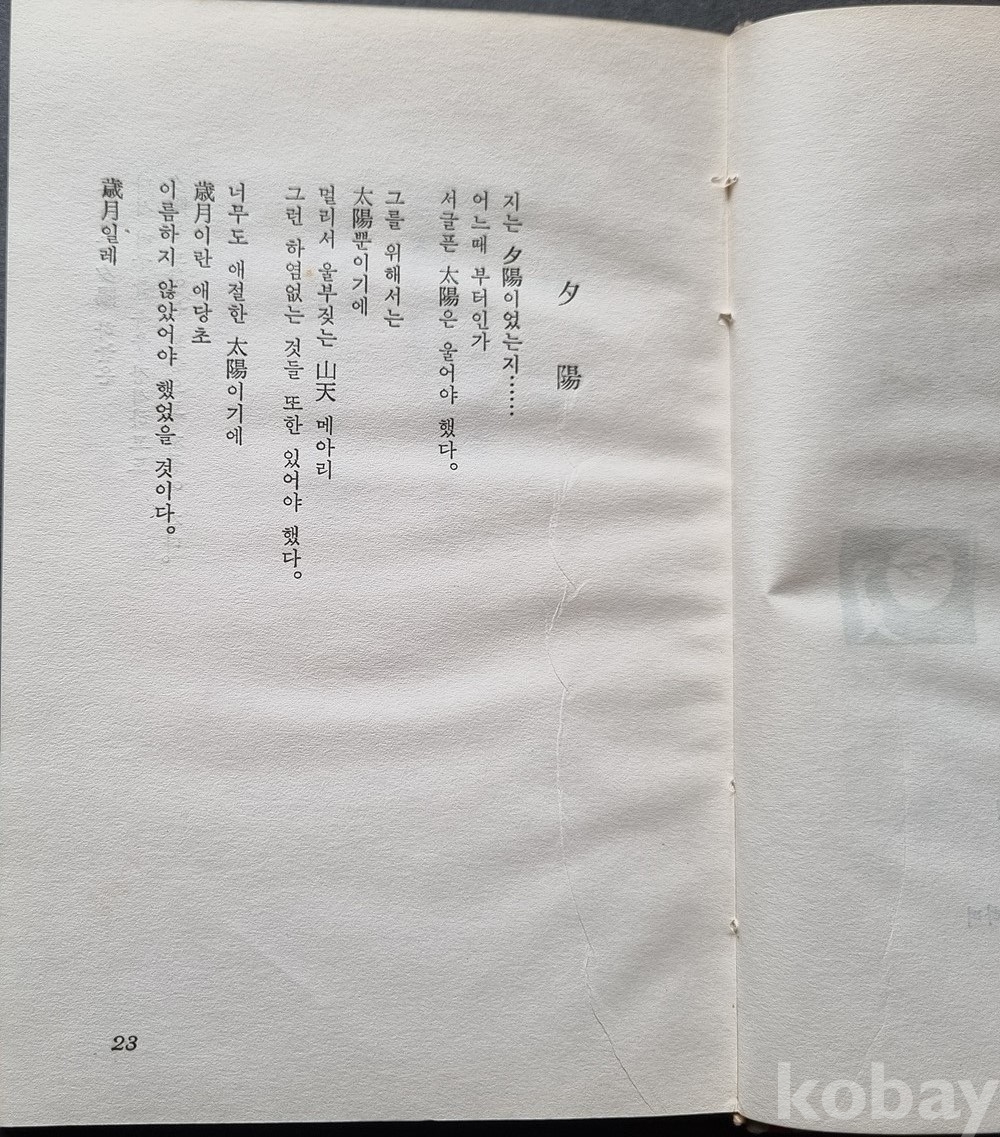 夕陽
지는 夕陽이었는지……
어느때 부터인가
서글픈 太陽은 울어야 했다。
그를 위해서는
太陽뿐이기에
멀리서 울부짖는 山天 메아리
그런 하염없는 것들 또한 있어야 했다。
너무도 애절한 太陽이기에
歲月이란 애당초
이름하지 않았어야 했었을 것이다。
歲月일레
23
kobay